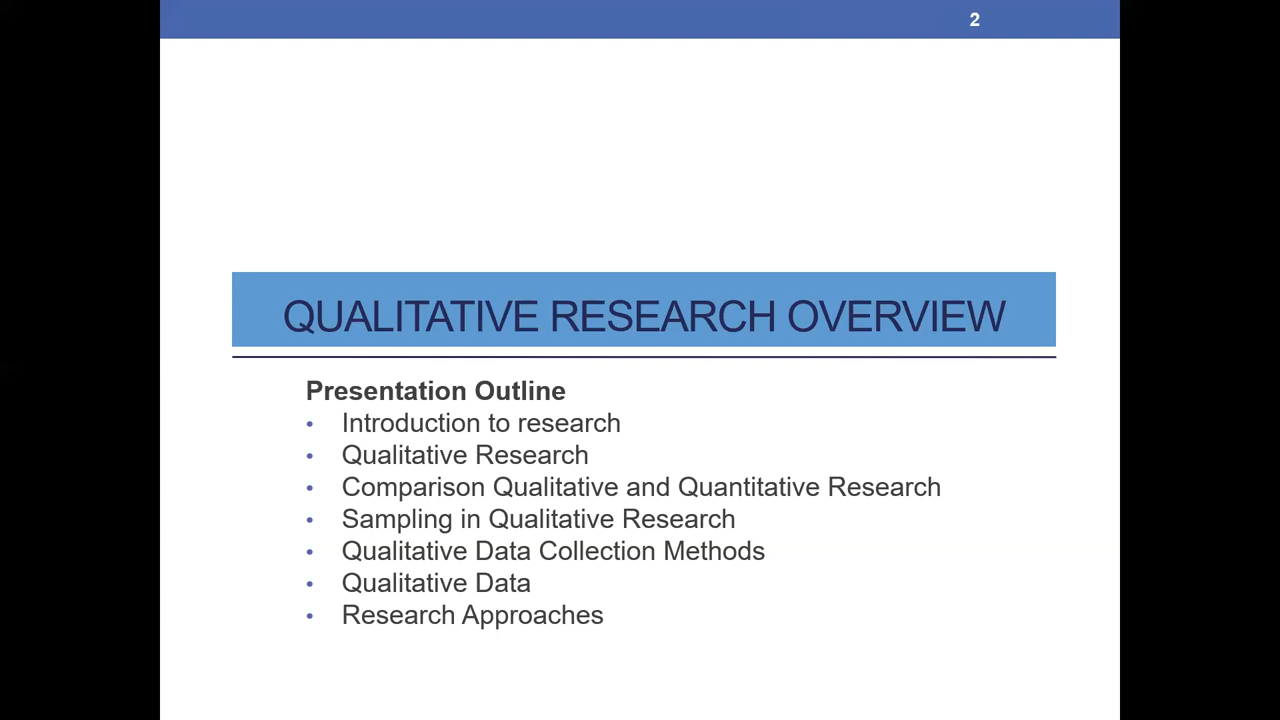 2
QUALITATIVE RESEARCH OVERVIEW
Presentation Outline
• Introduction to research
• Qualitative Research
• Comparison Qualitative and Quantitative Research
• Sampling in Qualitative Research
• Qualitative Data Collection Methods
• Qualitative Data
• Research Approaches